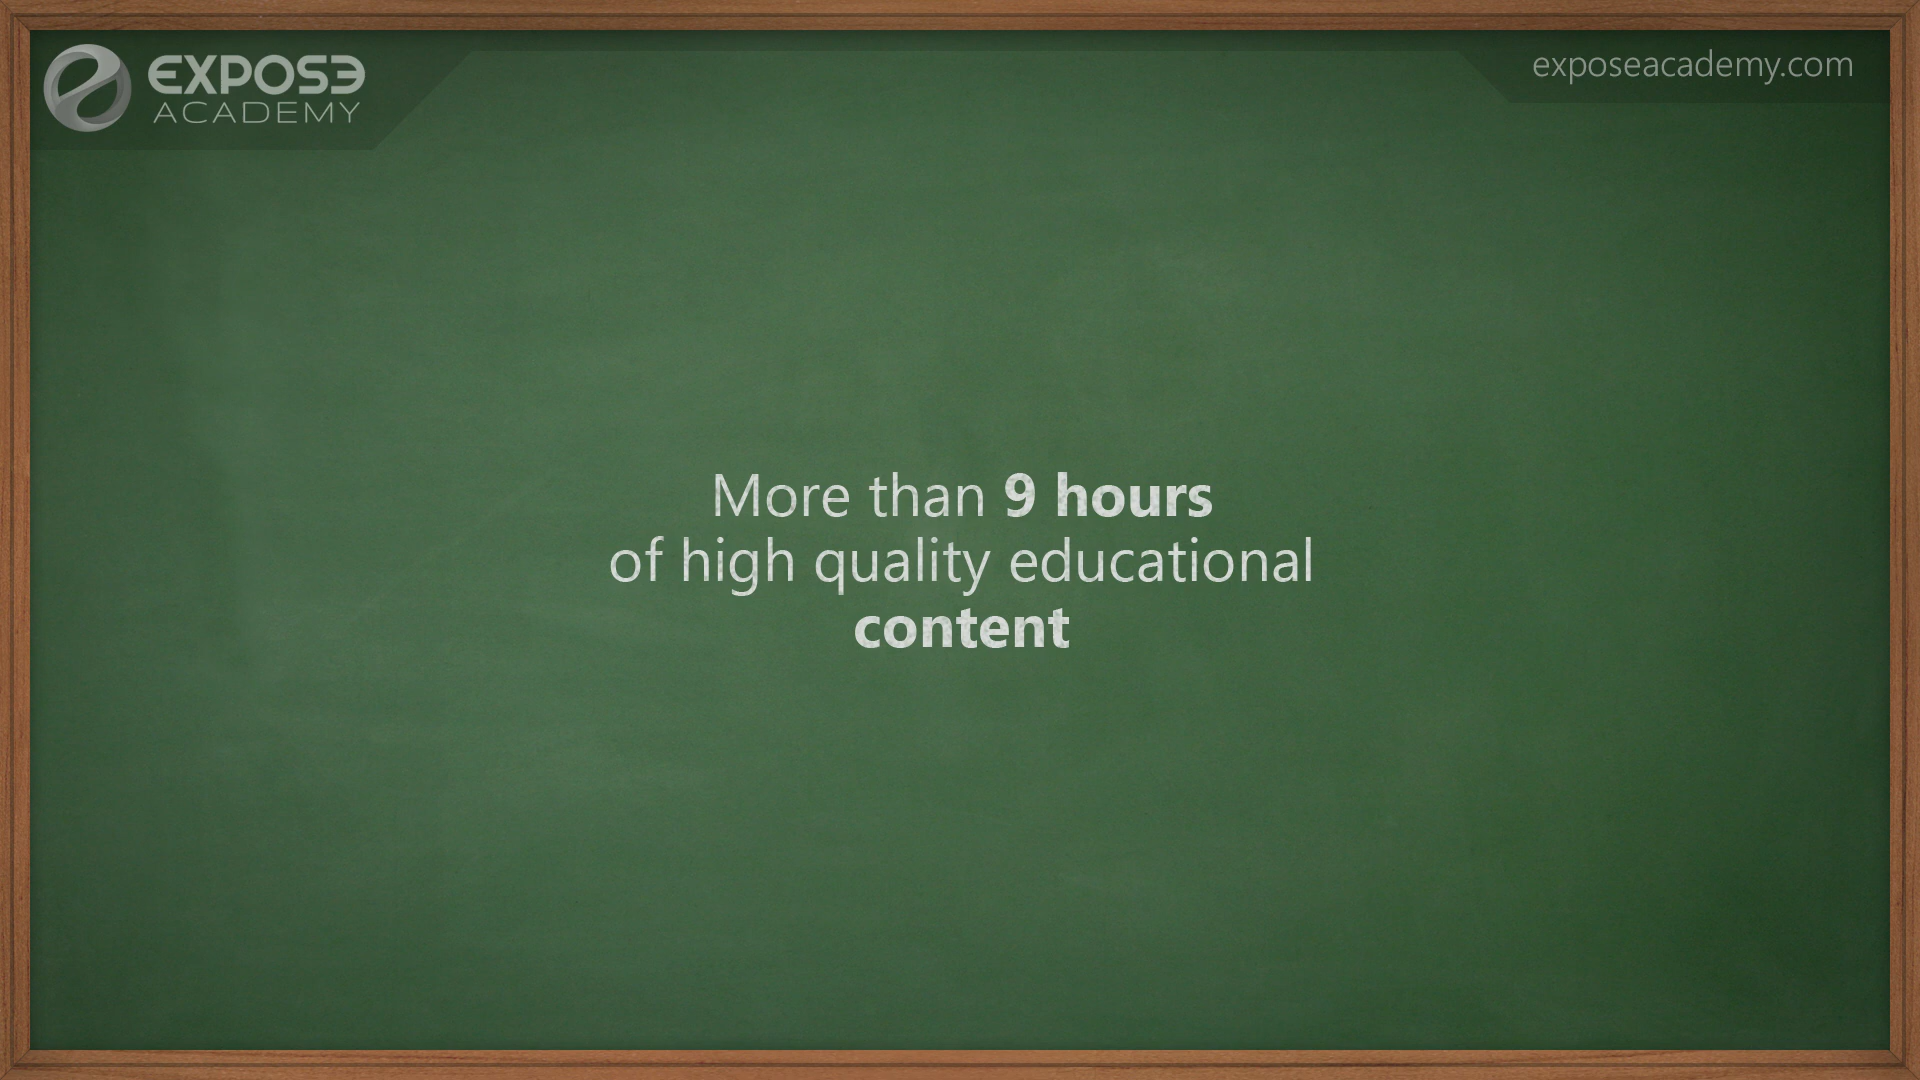 EXPOSE
ACADEMY
exposeacademy.com
More than 9 hours
of high quality educational
content